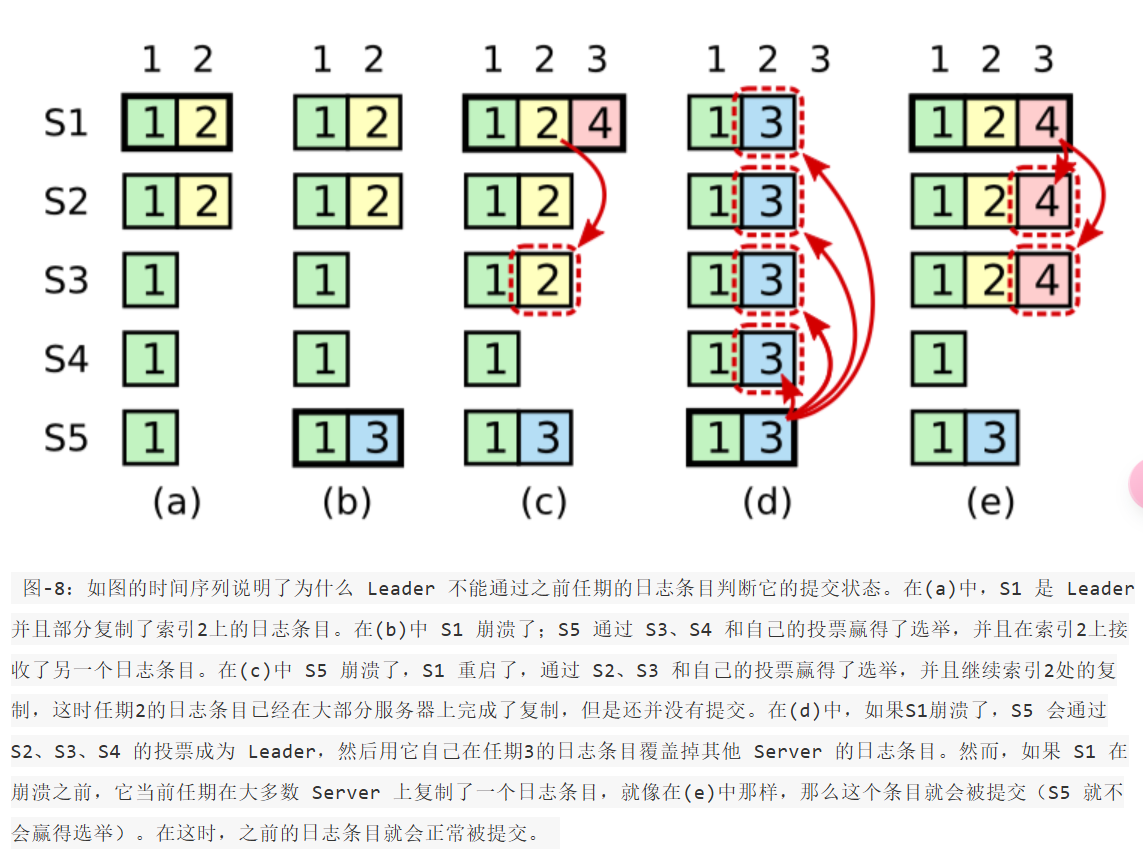 1 2 1 2 1 2 3 1 2 3 1 2 3
S1 1 2 1 2 1 2 4 1 3 1 2 4
S2 1 2 1 2 1 2 1 3 1 2 4
S3 1 1 1 2 1 3 1 2 4
S4 1 1 1 1 3 1
S5 1 1 3 1 3 1 3 1 3
(a) (b) (c) (d) (e)
图-8: 如图的时间序列说明了为什么 Leader 不能通过之前任期的日志条目判断它的提交状态。在(a)中，S1 是 Leader
并且部分复制了索引2上的日志条目。在(b)中 S1 崩溃了；S5 通过 S3、S4 和自己的投票赢得了选举，并且在索引2上接
收了另一个日志条目。在(c)中 S5 崩溃了，S1 重启了，通过 S2、S3 和自己的投票赢得了选举，并且继续索引2处的复
制，这时任期2的日志条目已经在大部分服务器上完成了复制，但是还并没有提交。在(d)中，如果S1崩溃了，S5 会通过
S2、S3、S4 的投票成为 Leader，然后用它自己在任期3的日志条目覆盖掉其他 Server 的日志条目。然而，如果 S1 在
崩溃之前，它当前任期在大多数 Server 上复制了一个日志条目，就像在(e)中那样，那么这个条目就会被提交（S5 就不
会赢得选举）。在这时，之前的日志条目就会正常被提交。